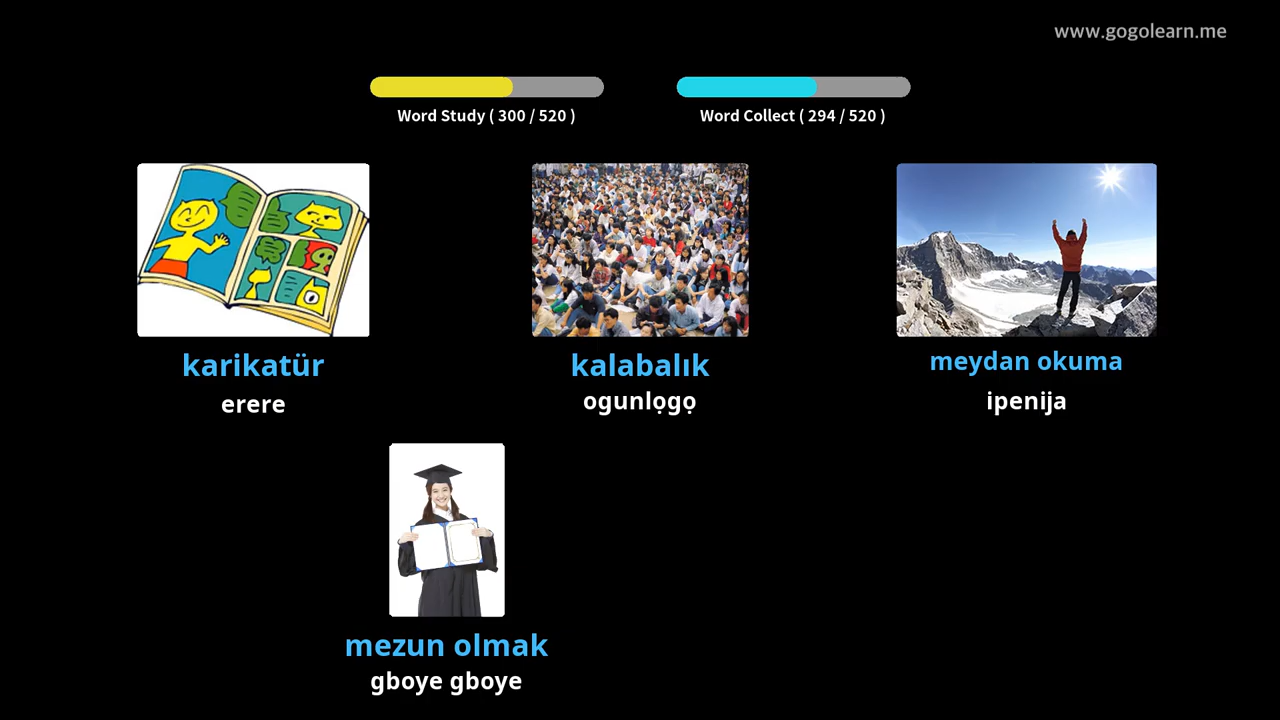 www.gogolearn.me
Word Study ( 300 / 520 )
Word Collect ( 294 / 520 )
karikatür
erere
kalabalık
ogunlọgọ
meydan okuma
ipenija
mezun olmak
gboye gboye